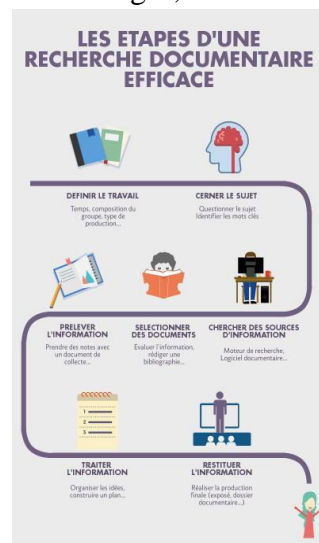 LES ETAPES D'UNE
RECHERCHE DOCUMENTAIRE
EFFICACE
DEFINIR LE TRAVAIL
Temps, composition du
groupe, type de
production...
CERNER LE SUJET
Questionner le sujet
Identifier les mots clés
PRELEVER
L'INFORMATION
Prendre des notes avec
un document de
collecte...
SELECTIONNER
DES DOCUMENTS
Evaluer l'information,
rédiger une
bibliographie...
CHERCHER DES SOURCES
D'INFORMATION
Moteur de recherche,
Logiciel documentaire...
1
2
3
TRAITER
L'INFORMATION
Organiser les idées,
construire un plan...
RESTITUER
L'INFORMATION
Réaliser la production
finale (exposé, dossier
documentaire...)